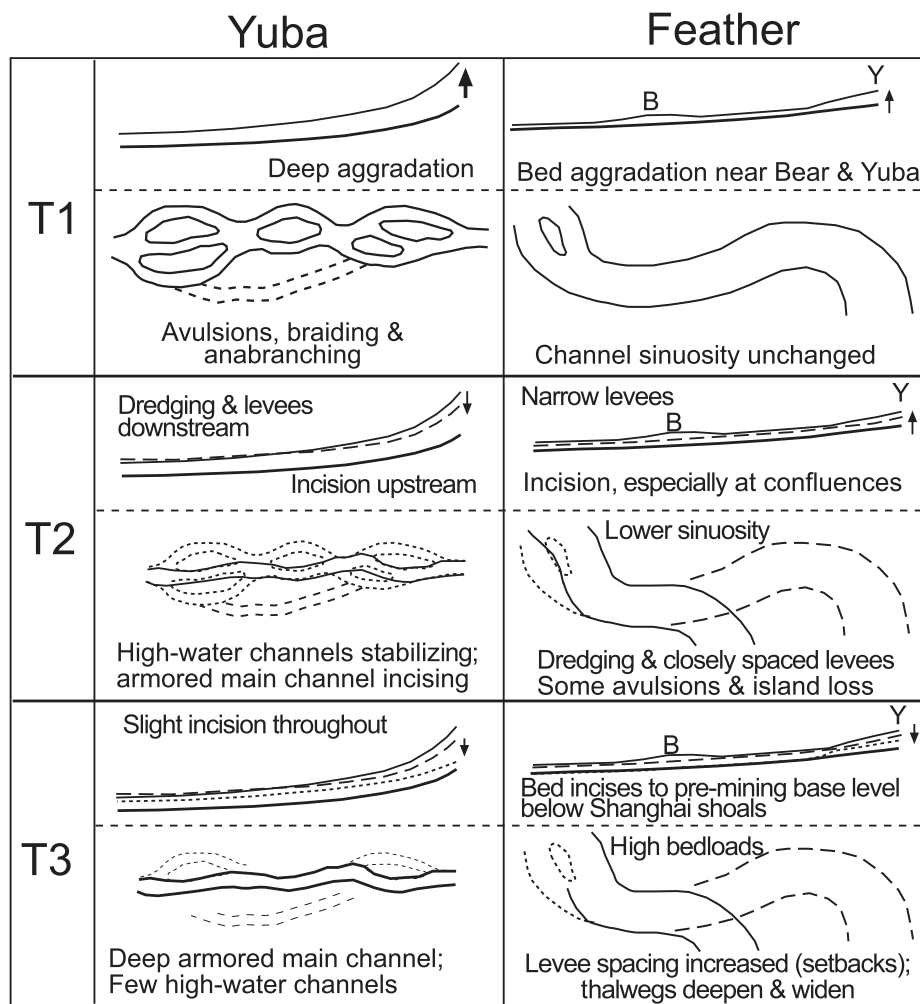 Yuba
Feather
T1
Deep aggradation
B
Y
Bed aggradation near Bear & Yuba
Avulsions, braiding &
anabranching
Channel sinuosity unchanged
T2
Dredging & levees
downstream
Incision upstream
Narrow levees
B
Y
Incision, especially at confluences
High-water channels stabilizing;
armored main channel incising
Lower sinuosity
Dredging & closely spaced levees
Some avulsions & island loss
T3
Slight incision throughout
B
Y
Bed incises to pre-mining base level
below Shanghai shoals
Deep armored main channel;
Few high-water channels
High bedloads
Levee spacing increased (setbacks);
thalwegs deepen & widen